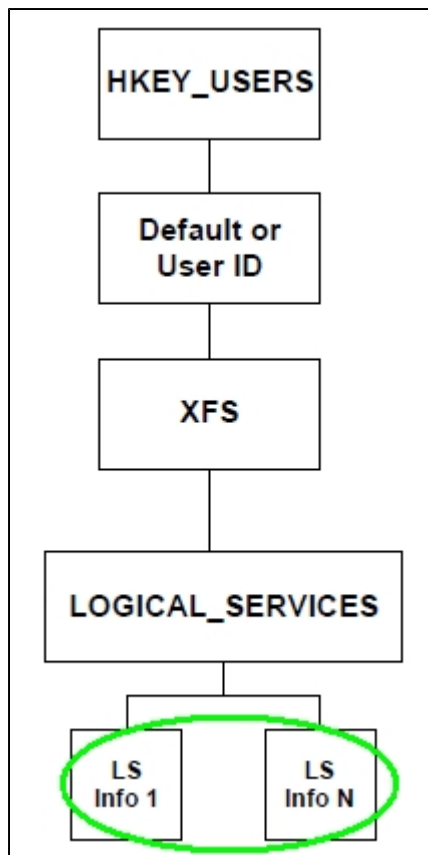 HKEY_USERS
Default or
User ID
XFS
LOGICAL_SERVICES
LS
Info 1
LS
Info N